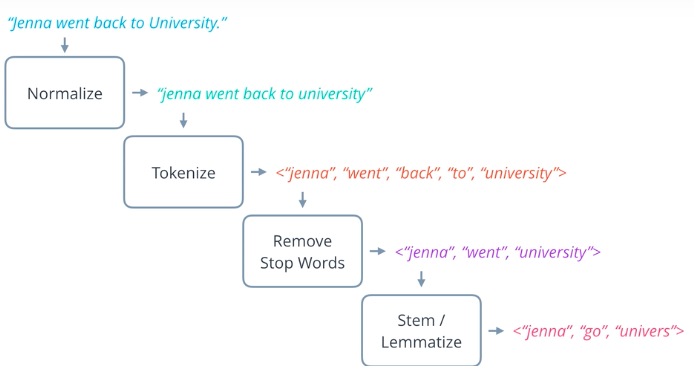 “Jenna went back to University.”
Normalize
“jenna went back to university”
Tokenize
<“jenna”, “went”, “back”, “to”, “university”>
Remove
Stop Words
<“jenna”, “went”, “university”>
Stem /
Lemmatize
<“jenna”, “go”, “univers”>